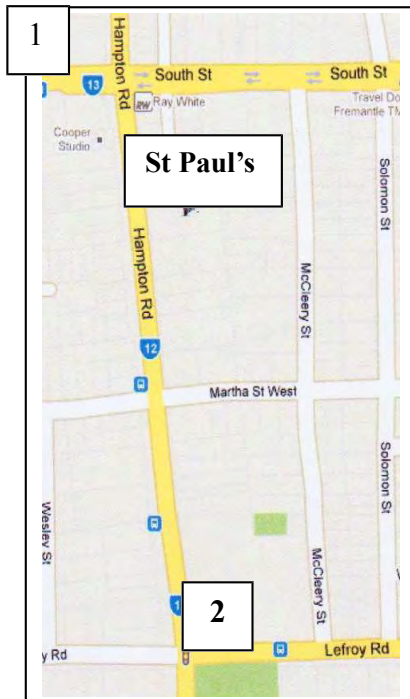 1
Hampton Rd
13
South St
South St
RW
Ray White
Travel Do
Fremantle TM
Cooper
Studio
St Paul's
Solomon St
Hampton Rd
McCleery St
12
Martha St West
Solomon St
Wesley St
McCleery St
1
2
y Rd
Lefroy Rd